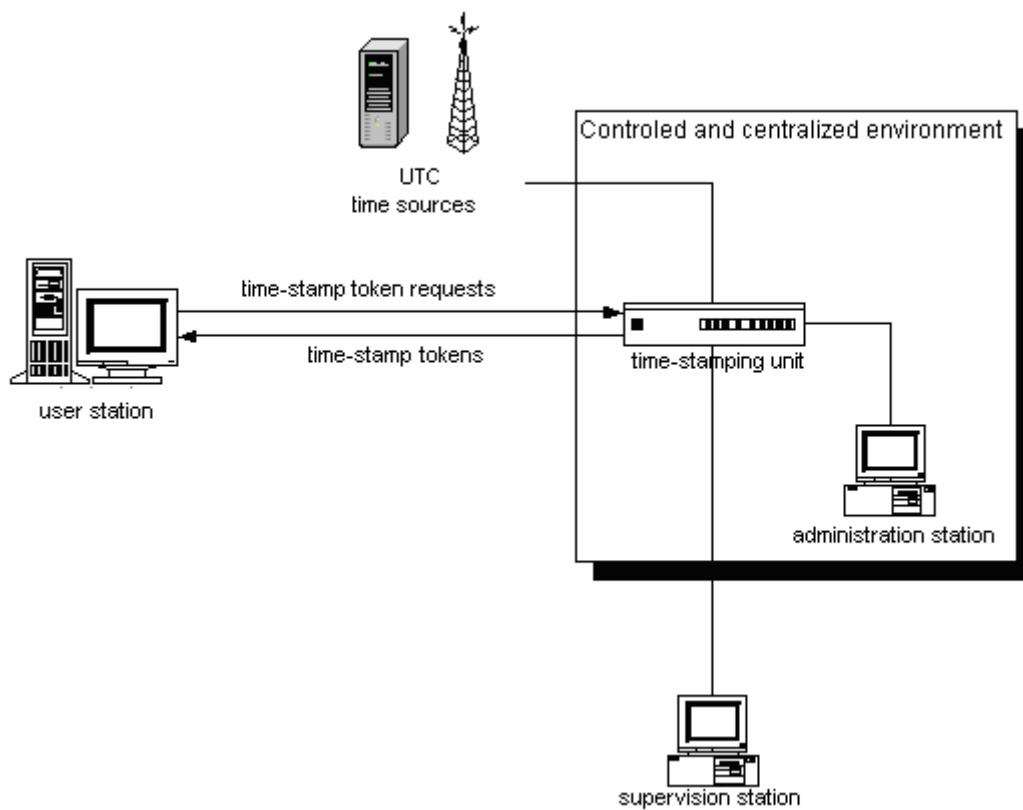 UTC
time sources
Controled and centralized environment
time-stamp token requests
time-stamp tokens
time-stamping unit
user station
administration station
supervision station